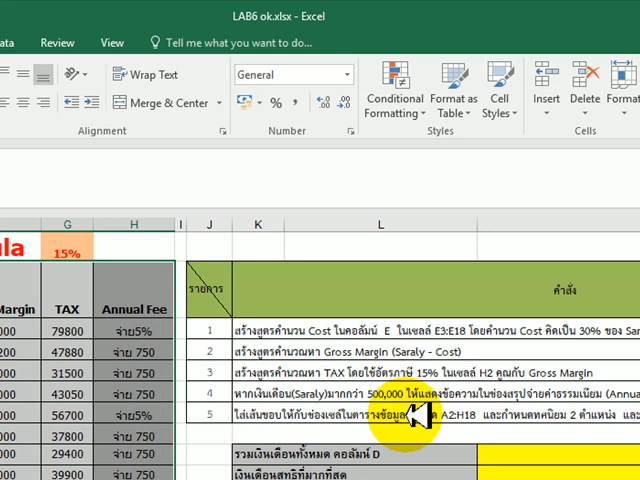 LAB6 ok.xlsx - Excel
ata Review View Tell me what you want to do...
Wrap Text General
Merge & Center % , Conditional Formatting Format as Table Cell Styles Insert Delete Format
Alignment Number Styles Cells
G H I J K L
ula 15%
Margin TAX Annual Fee รายการ คำสั่ง
000 79800 จ่าย5% 1 สร้างสูตรคำนวน Cost ในคอลัมน์ E ในเซลล์ E3:E18 โดยคำนวน Cost คิดเป็น 30% ของ Sar
200 47880 จ่าย 750 2 สร้างสูตรคำนวณหา Gross Margin (Saraly - Cost)
000 31500 จ่าย 750 3 สร้างสูตรคำนวณหา TAX โดยใช้อัตราภาษี 15% ในเซลล์ H2 คูณกับ Gross Margin
000 43050 จ่าย 750 4 หากเงินเดือน(Saraly)มากกว่า 500,000 ให้แสดงข้อความในช่องสรุปจ่ายค่าธรรมเนียม (Annua
000 56700 จ่าย5% 5 ใส่เส้นขอบให้กับช่องเซลล์ในตารางข้อมูล A2:H18 และกำหนดทศนิยม 2 ตำแหน่ง และ
37800 จ่าย 750
000 29400 จ่าย 750 รวมเงินเดือนทั้งหมด คอลัมน์ D
000 39900 จ่าย 750 เงินเดือนสุทธิที่มากที่สุด